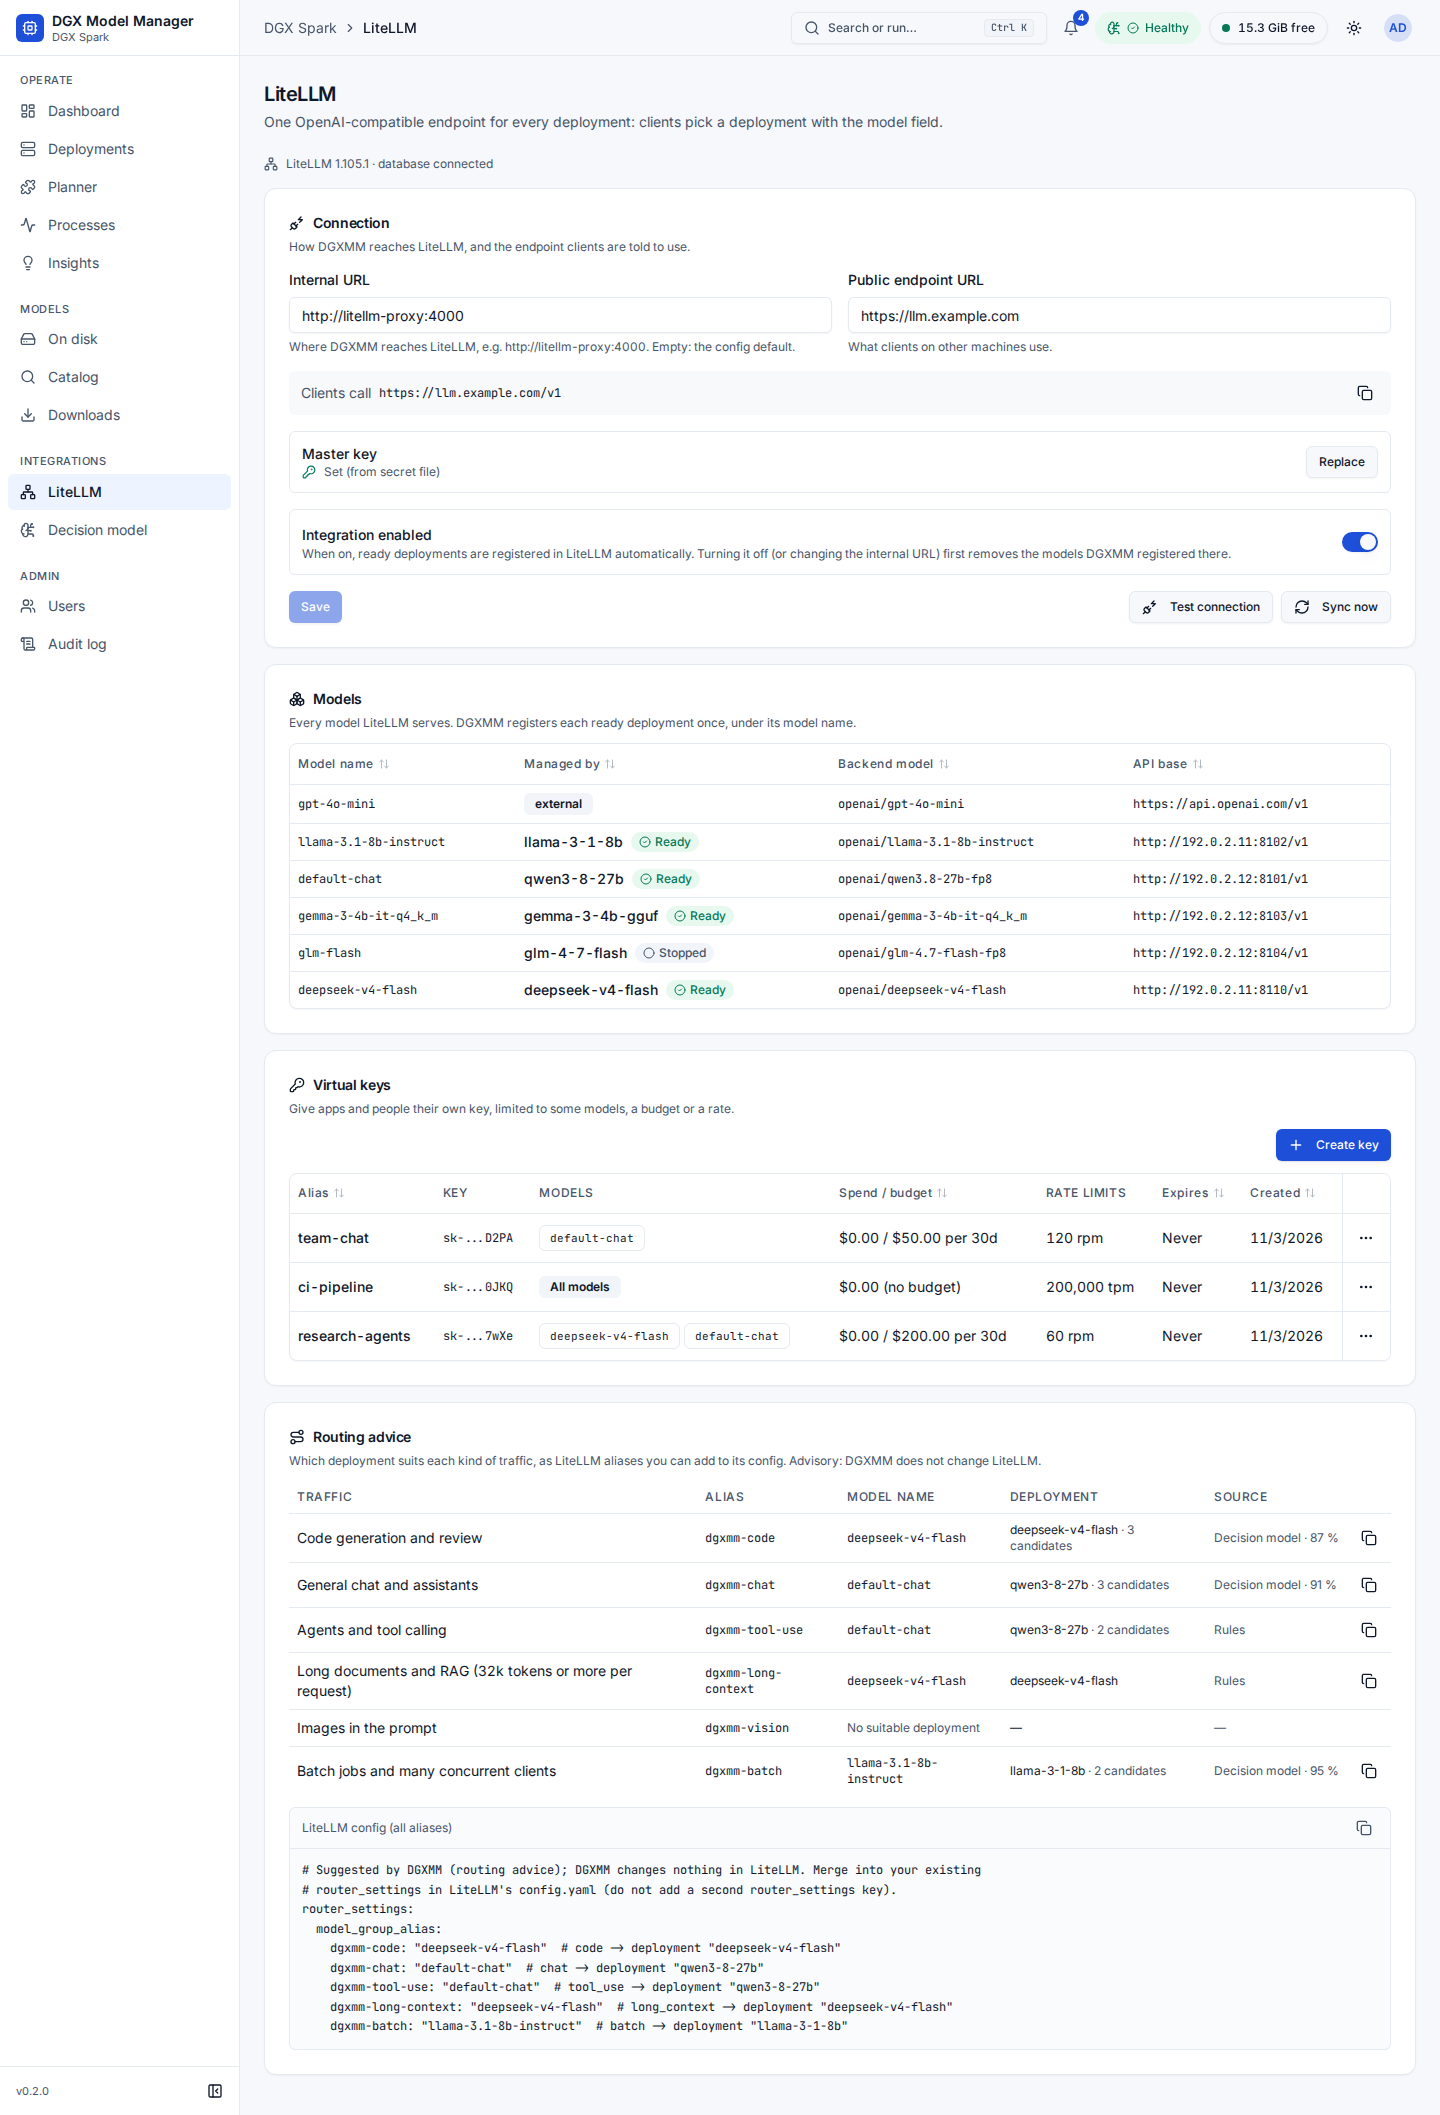 DGX Model Manager
DGX Spark
OPERATE
Dashboard
Deployments
Planner
Processes
Insights
MODELS
On disk
Catalog
Downloads
INTEGRATIONS
LiteLLM
Decision model
ADMIN
Users
Audit log
v0.2.0
DGX Spark > LiteLLM
Search or run... Ctrl K
4
Healthy
15.3 GiB free
AD
LiteLLM
One OpenAI-compatible endpoint for every deployment: clients pick a deployment with the model field.
LiteLLM 1.105.1 · database connected
Connection
How DGXMM reaches LiteLLM, and the endpoint clients are told to use.
Internal URL Public endpoint URL
http://litellm-proxy:4000 https://llm.example.com
Where DGXMM reaches LiteLLM, e.g. http://litellm-proxy:4000. Empty: the config default. What clients on other machines use.
Clients call https://llm.example.com/v1
Master key
Set (from secret file)
Replace
Integration enabled
When on, ready deployments are registered in LiteLLM automatically. Turning it off (or changing the internal URL) first removes the models DGXMM registered there.
Save Test connection Sync now
Models
Every model LiteLLM serves. DGXMM registers each ready deployment once, under its model name.
Model name Managed by Backend model API base
gpt-4o-mini external openai/gpt-4o-mini https://api.openai.com/v1
llama-3.1-8b-instruct llama-3-1-8b Ready openai/llama-3.1-8b-instruct http://192.0.2.11:8102/v1
default-chat qwen3-8-27b Ready openai/qwen3.8-27b-fp8 http://192.0.2.12:8101/v1
gemma-3-4b-it-q4_k_m gemma-3-4b-gguf Ready openai/gemma-3-4b-it-q4_k_m http://192.0.2.12:8103/v1
glm-flash glm-4-7-flash Stopped openai/glm-4.7-flash-fp8 http://192.0.2.12:8104/v1
deepseek-v4-flash deepseek-v4-flash Ready openai/deepseek-v4-flash http://192.0.2.11:8110/v1
Virtual keys
Give apps and people their own key, limited to some models, a budget or a rate.
Create key
Alias KEY MODELS Spend / budget RATE LIMITS Expires Created
team-chat sk-...D2PA default-chat $0.00 / $50.00 per 30d 120 rpm Never 11/3/2026
ci-pipeline sk-...0JKQ All models $0.00 (no budget) 200,000 tpm Never 11/3/2026
research-agents sk-...7wXe deepseek-v4-flash default-chat $0.00 / $200.00 per 30d 60 rpm Never 11/3/2026
Routing advice
Which deployment suits each kind of traffic, as LiteLLM aliases you can add to its config. Advisory: DGXMM does not change LiteLLM.
TRAFFIC ALIAS MODEL NAME DEPLOYMENT SOURCE
Code generation and review dgxmm-code deepseek-v4-flash deepseek-v4-flash · 3 candidates Decision model · 87 %
General chat and assistants dgxmm-chat default-chat qwen3-8-27b · 3 candidates Decision model · 91 %
Agents and tool calling dgxmm-tool-use default-chat qwen3-8-27b · 2 candidates Rules
Long documents and RAG (32k tokens or more per request) dgxmm-long-context deepseek-v4-flash deepseek-v4-flash Rules
Images in the prompt dgxmm-vision No suitable deployment — —
Batch jobs and many concurrent clients dgxmm-batch llama-3.1-8b-instruct llama-3-1-8b · 2 candidates Decision model · 95 %
LiteLLM config (all aliases)
# Suggested by DGXMM (routing advice); DGXMM changes nothing in LiteLLM. Merge into your existing
# router_settings in LiteLLM's config.yaml (do not add a second router_settings key).
router_settings:
model_group_alias:
dgxmm-code: "deepseek-v4-flash" # code -> deployment "deepseek-v4-flash"
dgxmm-chat: "default-chat" # chat -> deployment "qwen3-8-27b"
dgxmm-tool-use: "default-chat" # tool_use -> deployment "qwen3-8-27b"
dgxmm-long-context: "deepseek-v4-flash" # long_context -> deployment "deepseek-v4-flash"
dgxmm-batch: "llama-3.1-8b-instruct" # batch -> deployment "llama-3-1-8b"